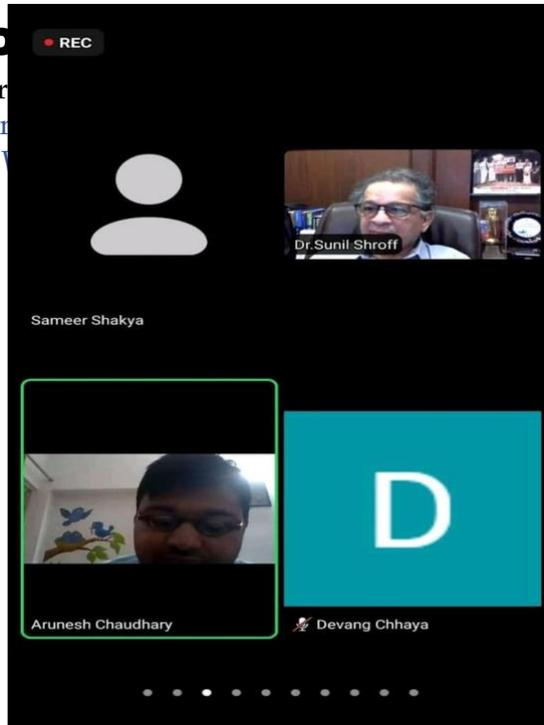 REC
Dr.Sunil Shroff
Sameer Shakya
D
Arunesh Chaudhary
Devang Chhaya